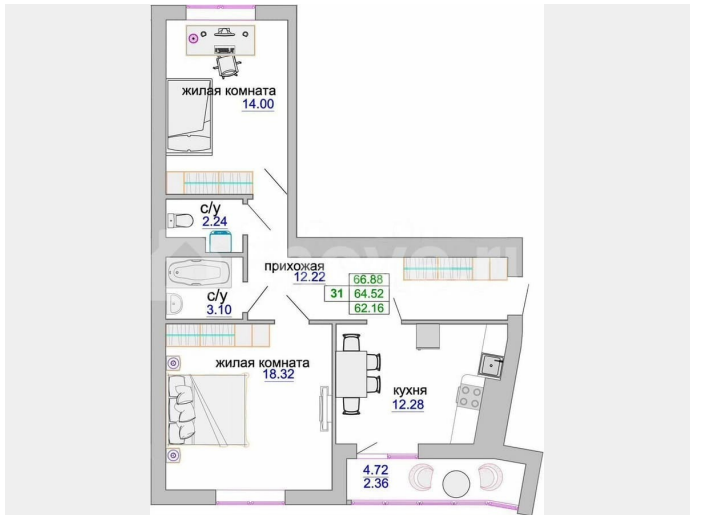 жилая комната
14.00
с/у
2.24
прихожая
12.22
66.88
31 64.52
62.16
с/у
3.10
жилая комната
18.32
кухня
12.28
4.72
2.36